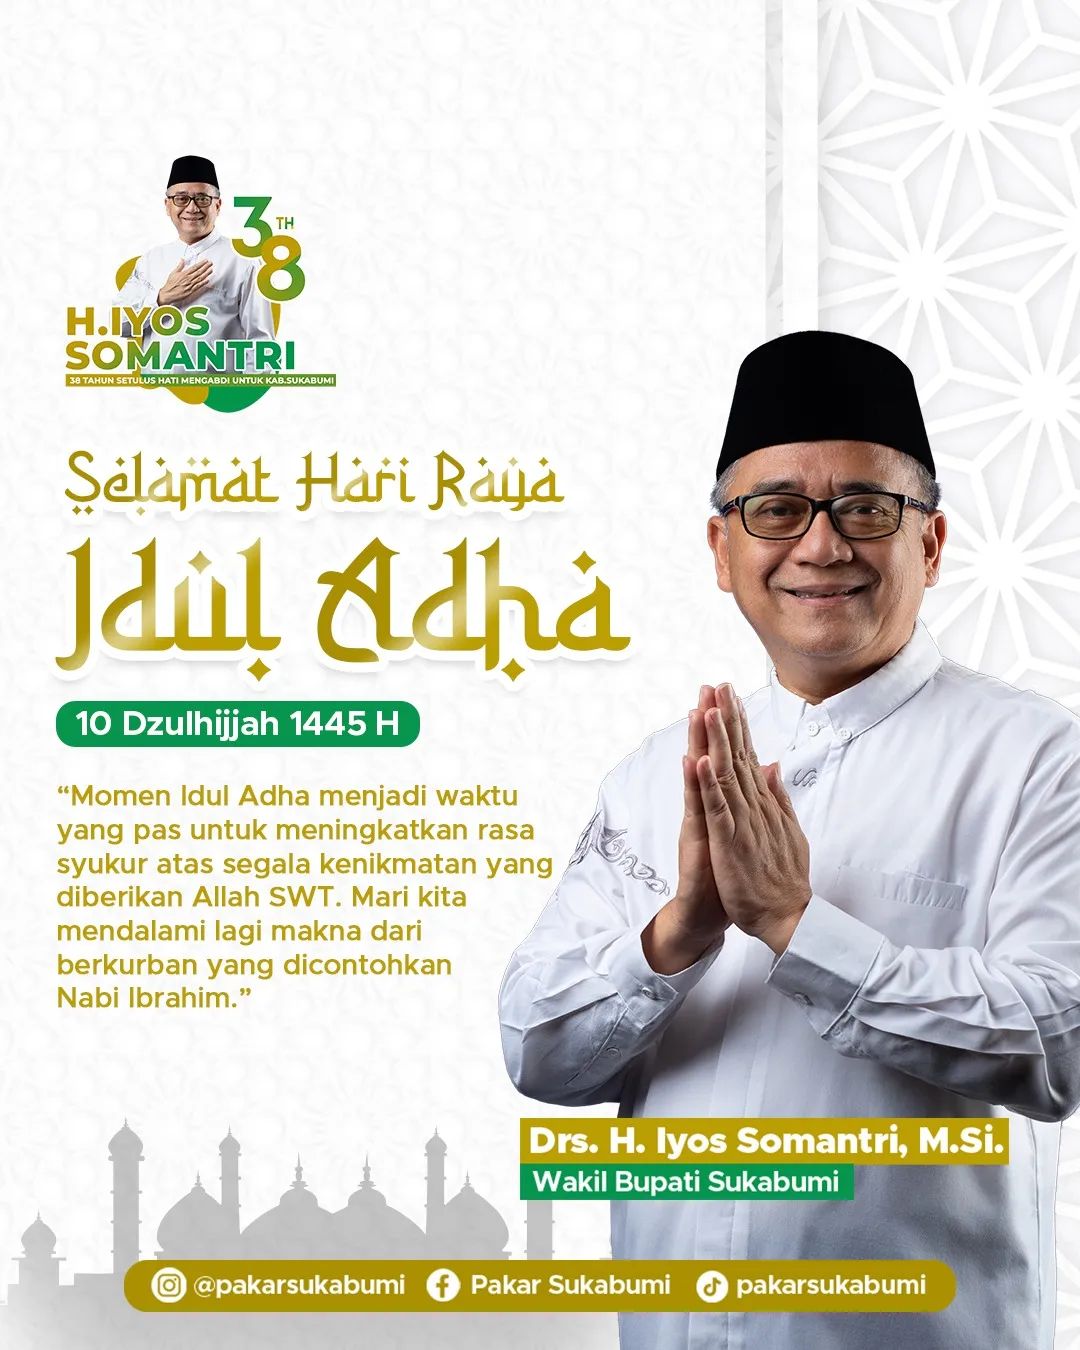 38 TH
H.IYOS
SOMANTRI
38 TAHUN SETULUS HATI MENGABDI UNTUK KAB.SUKABUMI
Selamat Hari Raya
Idul Adha
10 Dzulhijjah 1445 H
“Momen Idul Adha menjadi waktu
yang pas untuk meningkatkan rasa
syukur atas segala kenikmatan yang
diberikan Allah SWT. Mari kita
mendalami lagi makna dari
berkurban yang dicontohkan
Nabi Ibrahim.”
Drs. H. Iyos Somantri, M.Si.
Wakil Bupati Sukabumi
@pakarsukabumi Pakar Sukabumi pakarsukabumi